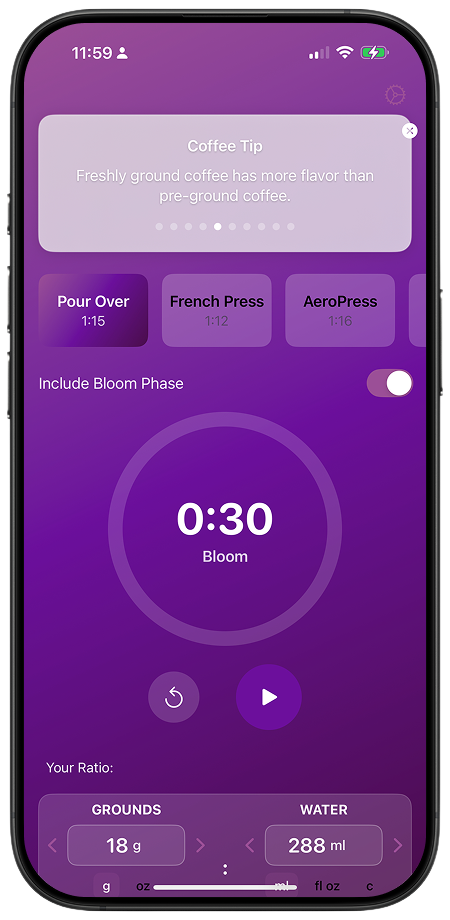 11:59
Coffee Tip
Freshly ground coffee has more flavor than
pre-ground coffee.
Pour Over
1:15
French Press
1:12
AeroPress
1:16
Include Bloom Phase
0:30
Bloom
Your Ratio:
GROUNDS
WATER
18 g
288 ml
g
oz
ml
fl oz
c